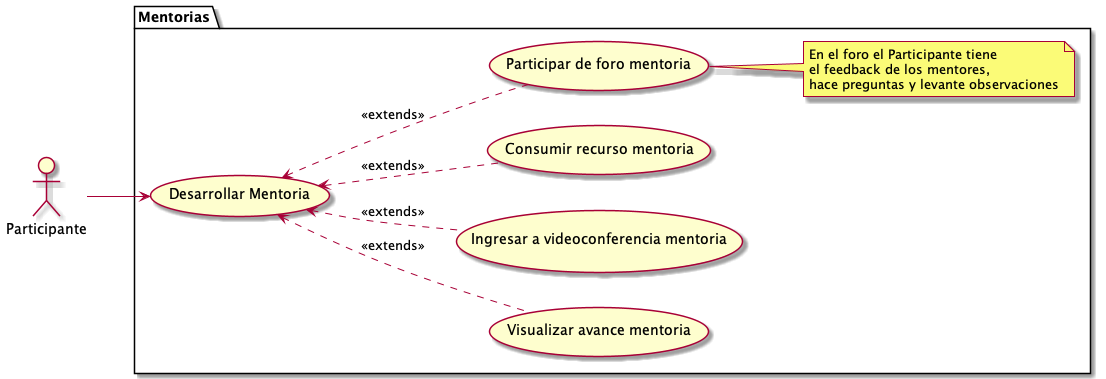 Mentorias
Participar de foro mentoria
En el foro el Participante tiene
el feedback de los mentores,
hace preguntas y levante observaciones
«extends»
Consumir recurso mentoria
«extends»
Desarrollar Mentoria
Participante
«extends»
Ingresar a videoconferencia mentoria
«extends»
Visualizar avance mentoria